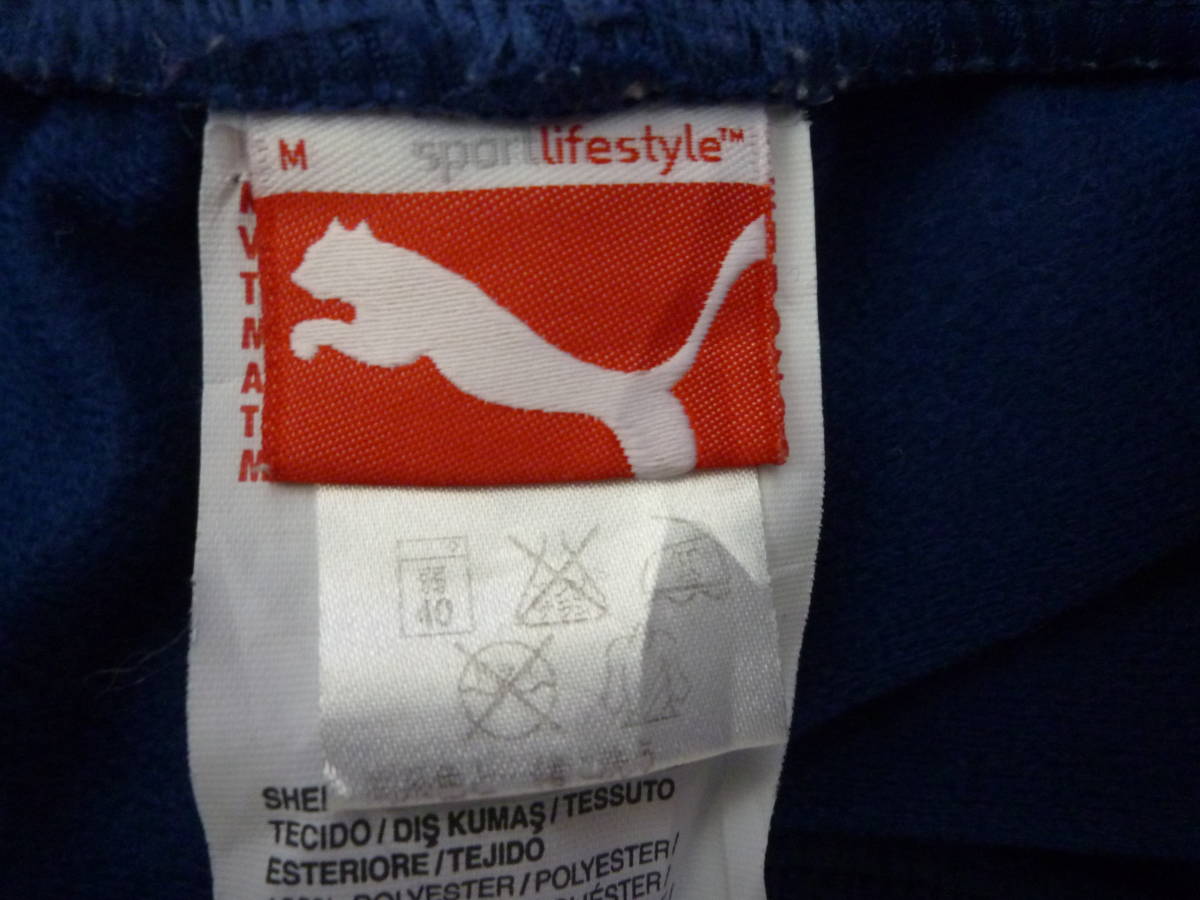 M sportlifestyle™
V
T
M
A
T
M
40
SHEI
TECIDO / DIŞ KUMAŞ / TESSUTO
ESTERIORE / TEJIDO
POLYESTER / POLYESTER /